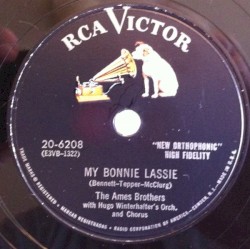 RCA VICTOR
20-6208
(E3VB-1322)
"NEW ORTHOPHONIC"
HIGH FIDELITY
MY BONNIE LASSIE
(Bennett-Tepper-McClurg)
The Ames Brothers
with Hugo Winterhalter's Orch.
and Chorus